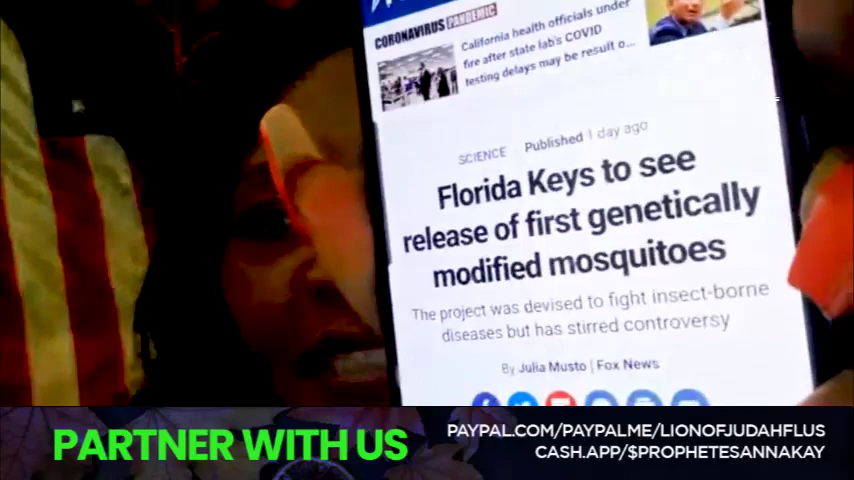 CORONAVIRUS PANDEMIC
California health officials under
fire after state lab's COVID
testing delays may be result o...
SCIENCE Published 1 day ago
Florida Keys to see
release of first genetically
modified mosquitoes
The project was devised to fight insect-borne
diseases but has stirred controversy
By Julia Musto | Fox News
PARTNER WITH US
PAYPAL.COM/PAYPALME/LIONOFJUDAHFLUS
CASH.APP/$PROPHETESANNAKAY